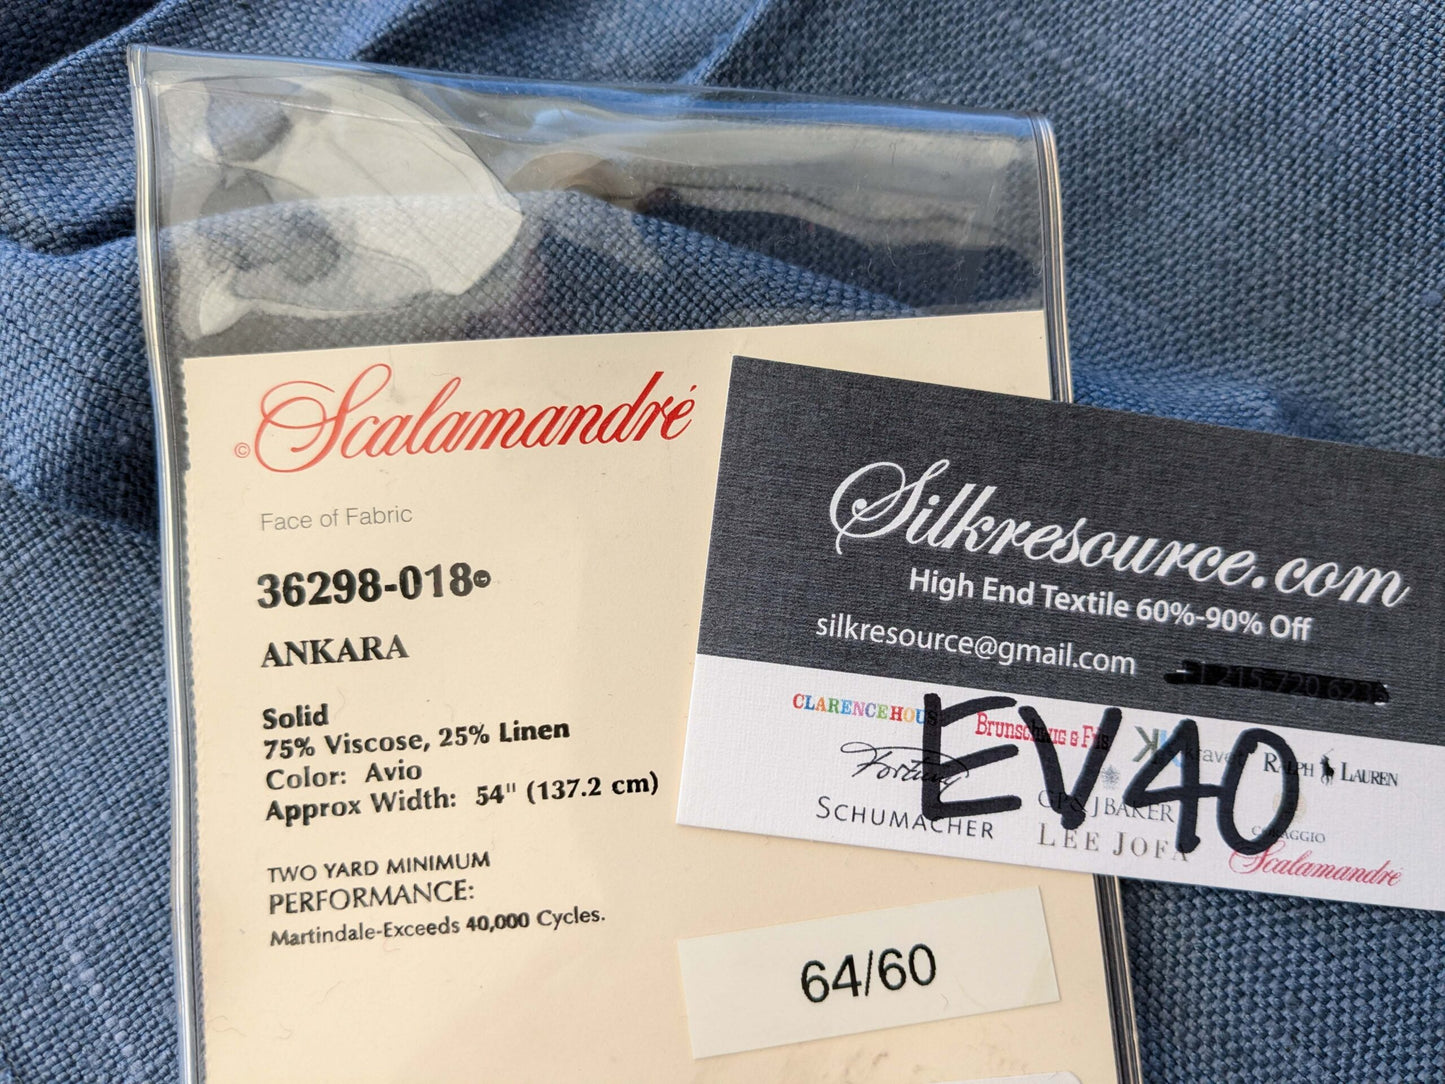 © Scalamandré
Face of Fabric
36298-018©
ANKARA
Solid
75% Viscose, 25% Linen
Color: Avio
Approx Width: 54" (137.2 cm)
TWO YARD MINIMUM
PERFORMANCE:
Martindale-Exceeds 40,000 Cycles.
64/60
Silkresource.com
High End Textile 60%-90% Off
silkresource@gmail.com
CLARENCE HOUSE
Brunschwig & Fils
kravet
RALPH LAUREN
Fortuny
GP & J BAKER
SCHUMACHER
LEE JOFA
CORAGGIO
Scalamandré
EV40